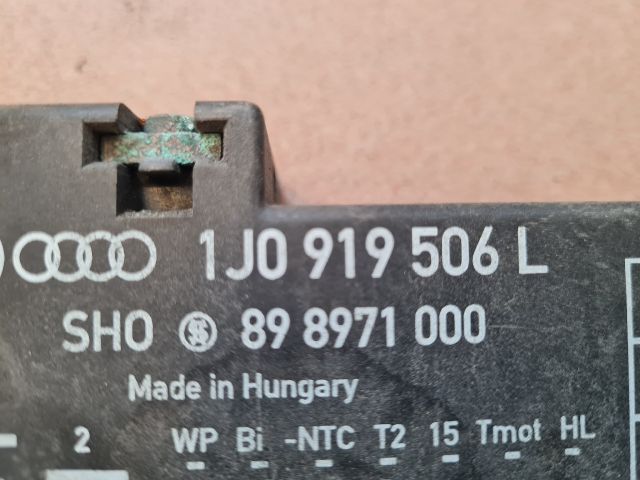 1J0 919 506 L
SHO 89 8971 000
Made in Hungary
2 WP Bi -NTC T2 15 Tmot HL